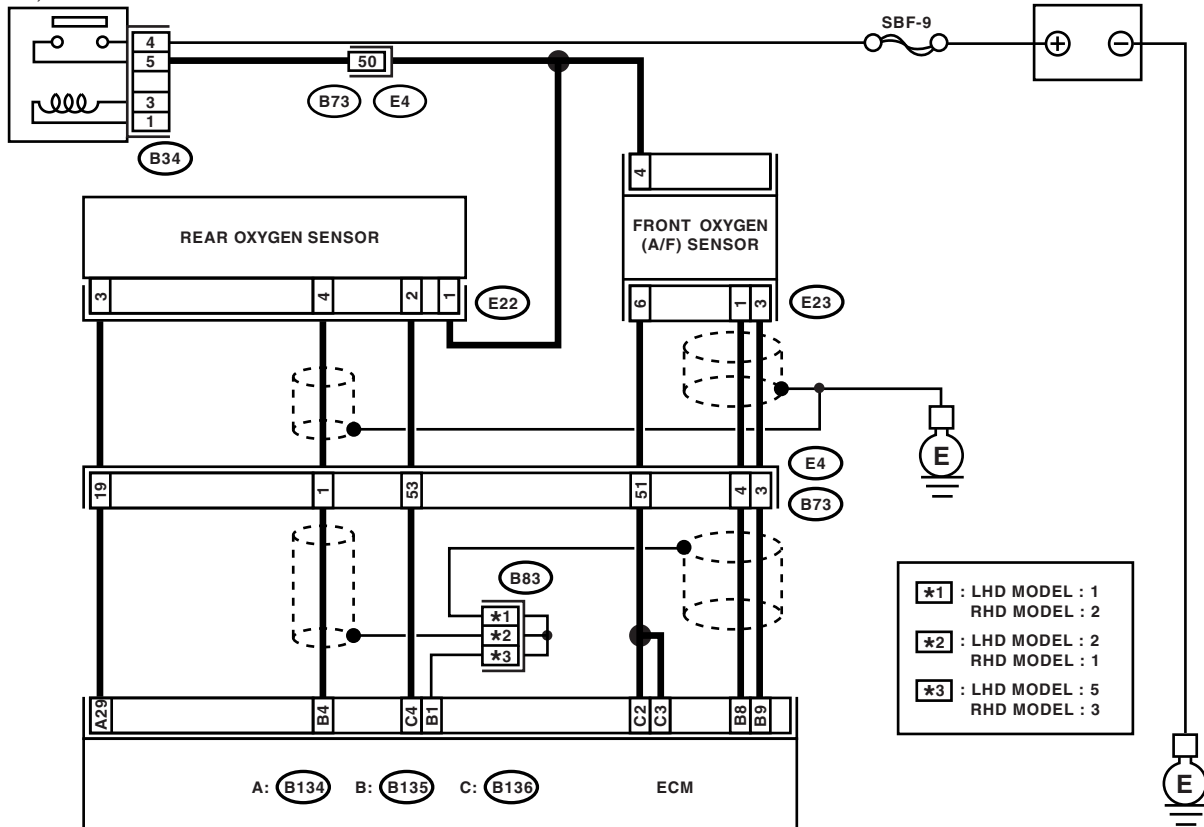 SBF-9
4
5
3
1
50
B73 E4
B34
+ −
4
REAR OXYGEN SENSOR
FRONT OXYGEN
(A/F) SENSOR
3 4 2 1
E22
6 1 3
E23
E
E4
19 1 53 51 4 3
B73
B83
*1
*2
*3
*1 : LHD MODEL : 1
RHD MODEL : 2
*2 : LHD MODEL : 2
RHD MODEL : 1
*3 : LHD MODEL : 5
RHD MODEL : 3
A29 B4 C4 B1 C2 C3 B8 B9
A: B134 B: B135 C: B136 ECM
E